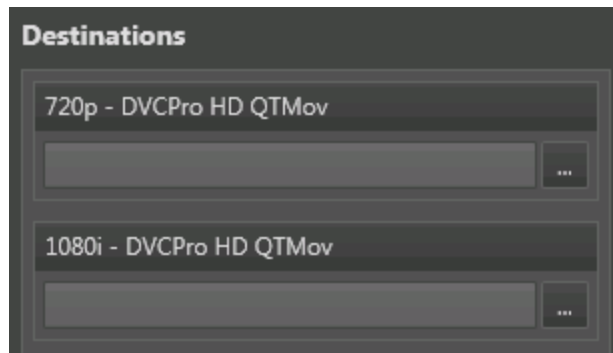 Destinations
720p - DVCPro HD QTMov
...
1080i - DVCPro HD QTMov
...